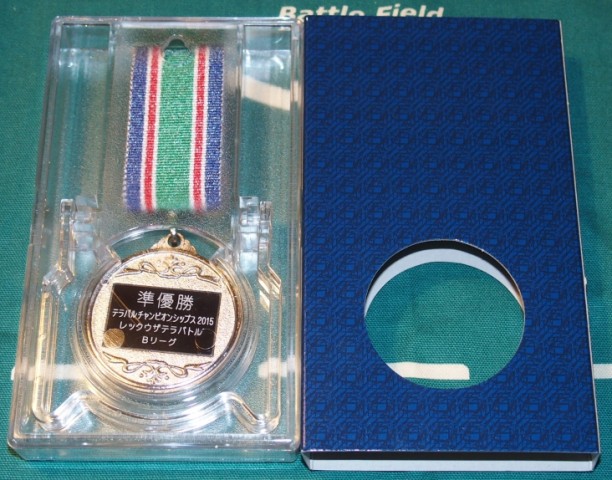 Battle Field
準優勝
テラバルチャンピオンシップス2015
レックウザテラバトル
Bリーグ